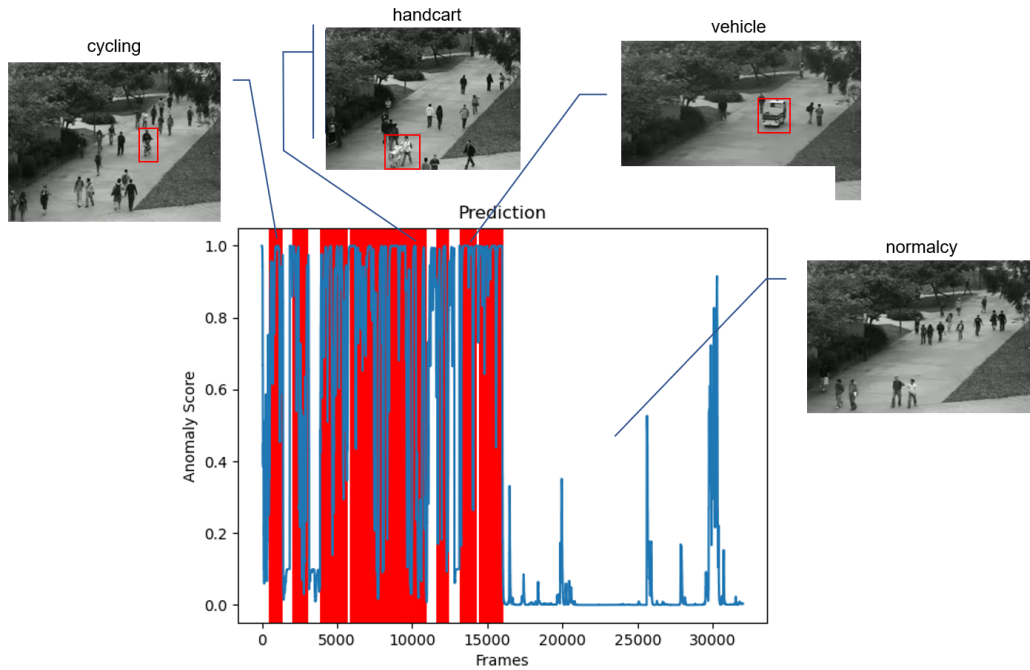 handcart
cycling
vehicle
Prediction
normalcy
1.0
0.8
0.6
0.4
0.2
0.0
Anomaly Score
0 5000 10000 15000 20000 25000 30000
Frames